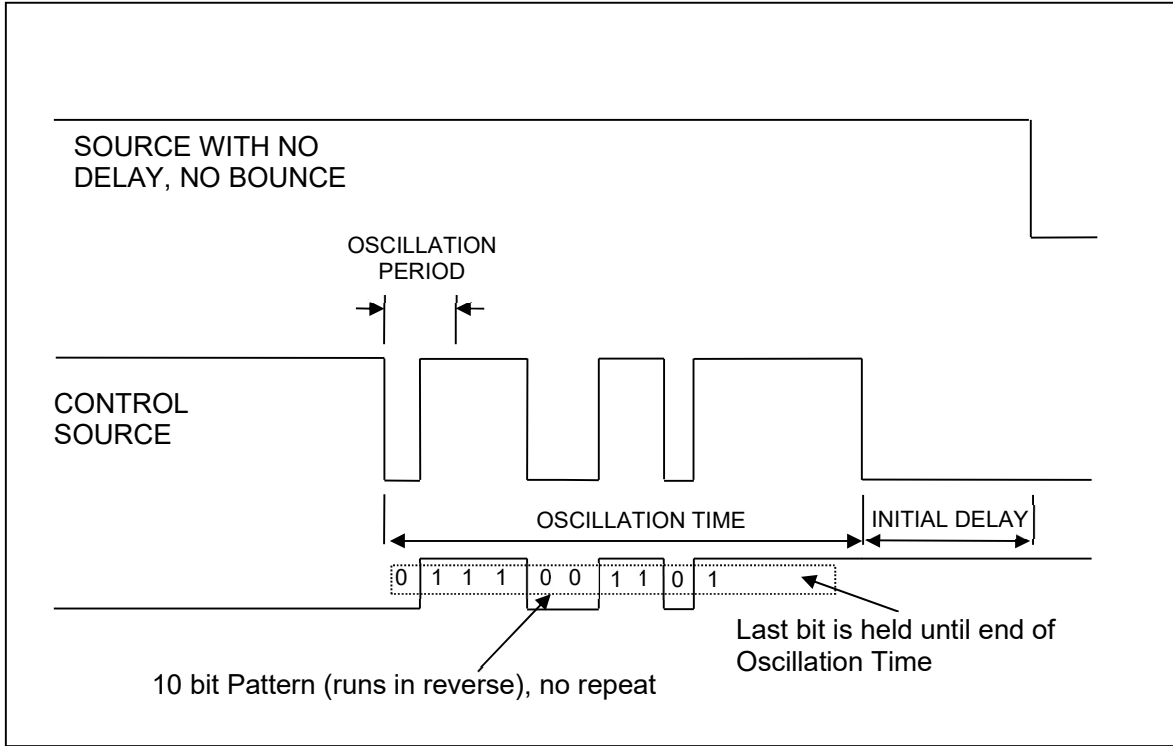 SOURCE WITH NO
DELAY, NO BOUNCE
OSCILLATION
PERIOD
CONTROL
SOURCE
OSCILLATION TIME
INITIAL DELAY
0 1 1 1 0 0 1 1 0 1
Last bit is held until end of
Oscillation Time
10 bit Pattern (runs in reverse), no repeat